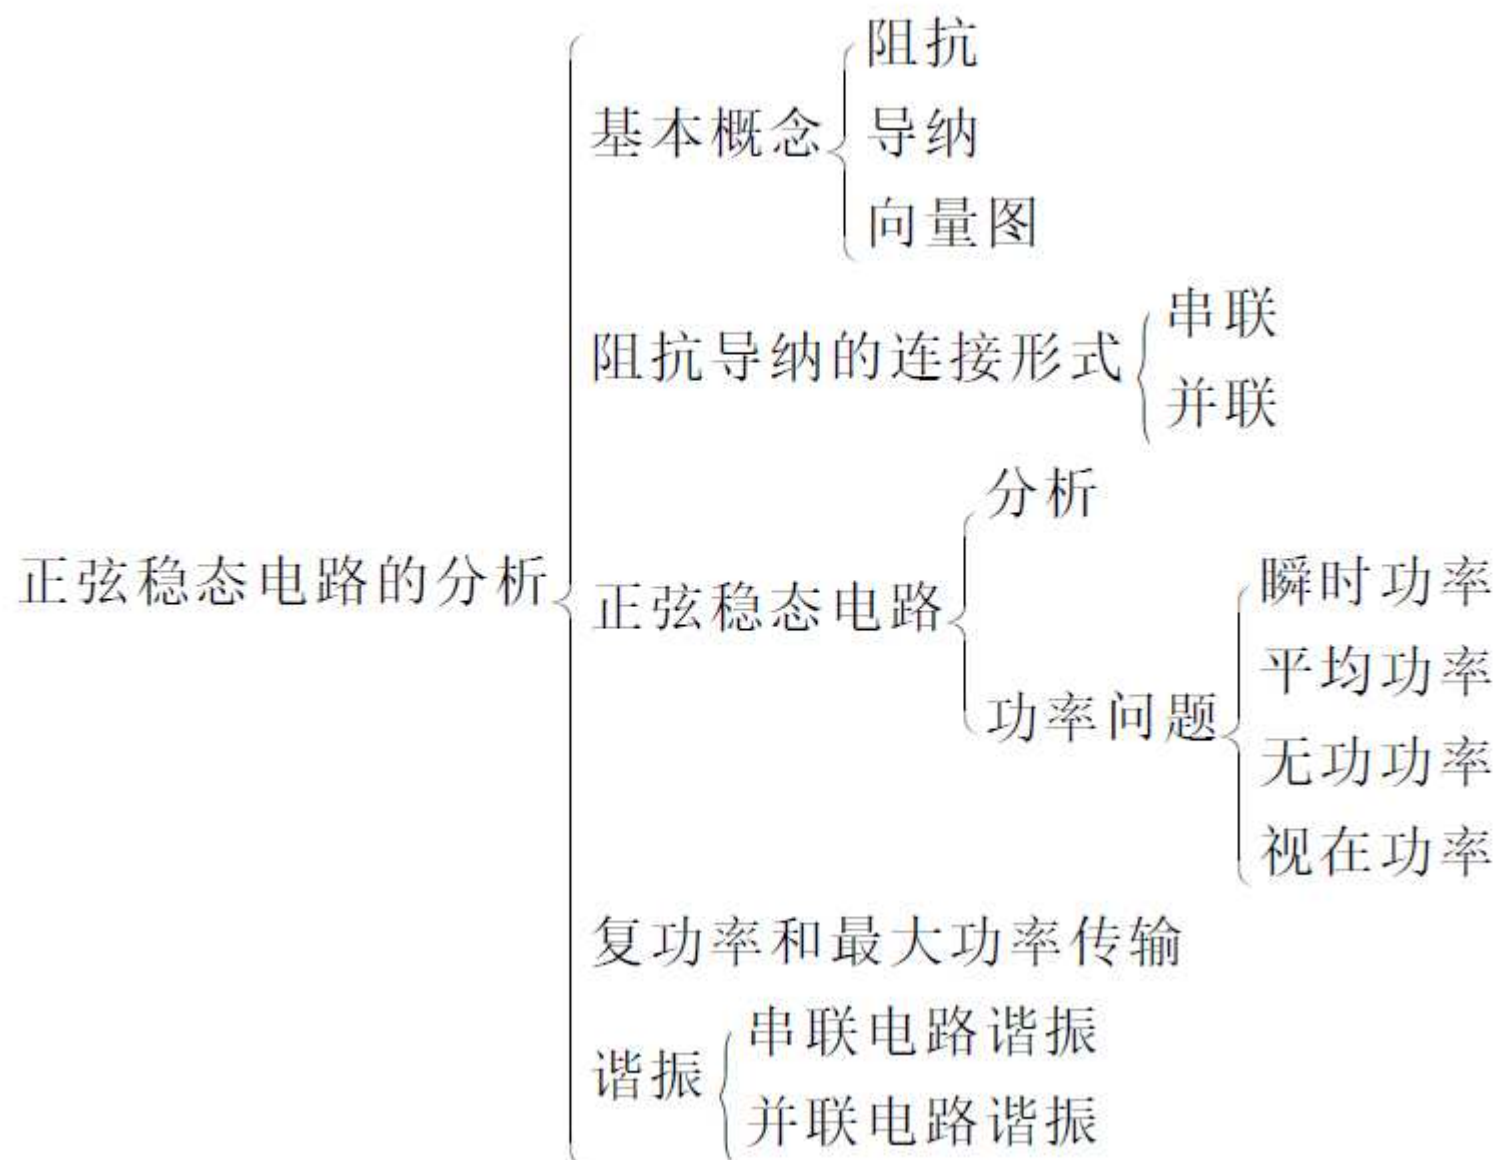 正弦稳态电路的分析
基本概念
阻抗
导纳
向量图
阻抗导纳的连接形式
串联
并联
正弦稳态电路
分析
功率问题
瞬时功率
平均功率
无功功率
视在功率
复功率和最大功率传输
谐振
串联电路谐振
并联电路谐振